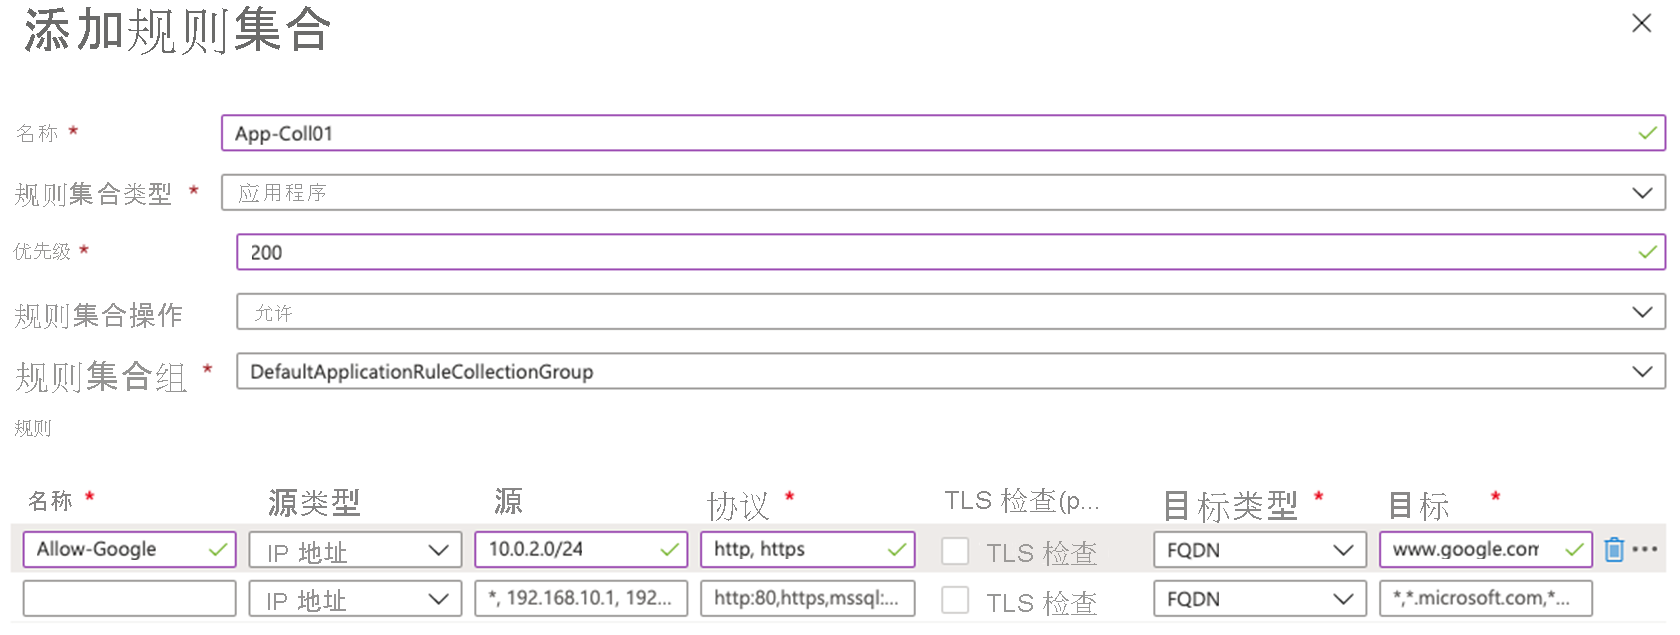 添加规则集合
名称 * App-Coll01
规则集合类型 * 应用程序
优先级 * 200
规则集合操作 允许
规则集合组 * DefaultApplicationRuleCollectionGroup
规则
名称 * 源类型 源 协议 * TLS 检查(p... 目标类型 * 目标 *
Allow-Google IP 地址 10.0.2.0/24 http, https TLS 检查 FQDN www.google.com
IP 地址 *, 192.168.10.1, 192... http:80,https,mssql:... TLS 检查 FQDN *,*.microsoft.com,*...